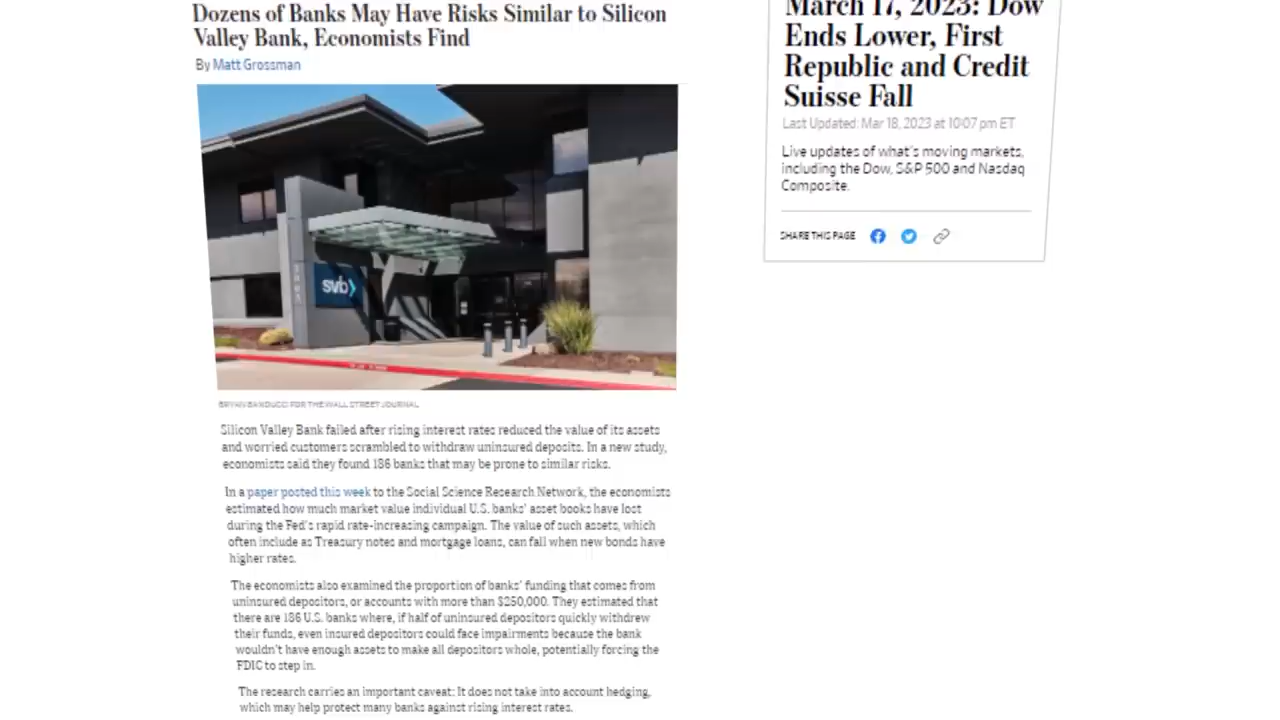 Dozens of Banks May Have Risks Similar to Silicon
Valley Bank, Economists Find
By Matt Grossman
svb
BRYAN BANDUCCI FOR THE WALL STREET JOURNAL
Silicon Valley Bank failed after rising interest rates reduced the value of its assets
and worried customers scrambled to withdraw uninsured deposits. In a new study,
economists said they found 186 banks that may be prone to similar risks.
In a paper posted this week to the Social Science Research Network, the economists
estimated how much market value individual U.S. banks' asset books have lost
during the Fed's rapid rate-increasing campaign. The value of such assets, which
often include as Treasury notes and mortgage loans, can fall when new bonds have
higher rates.
The economists also examined the proportion of banks' funding that comes from
uninsured depositors, or accounts with more than $250,000. They estimated that
there are 186 U.S. banks where, if half of uninsured depositors quickly withdrew
their funds, even insured depositors could face impairments because the bank
wouldn't have enough assets to make all depositors whole, potentially forcing the
FDIC to step in.
The research carries an important caveat: It does not take into account hedging,
which may help protect many banks against rising interest rates.
March 17, 2023: Dow
Ends Lower, First
Republic and Credit
Suisse Fall
Last Updated: Mar 18, 2023 at 10:07 pm ET
Live updates of what's moving markets,
including the Dow, S&P 500 and Nasdaq
Composite.
SHARE THIS PAGE